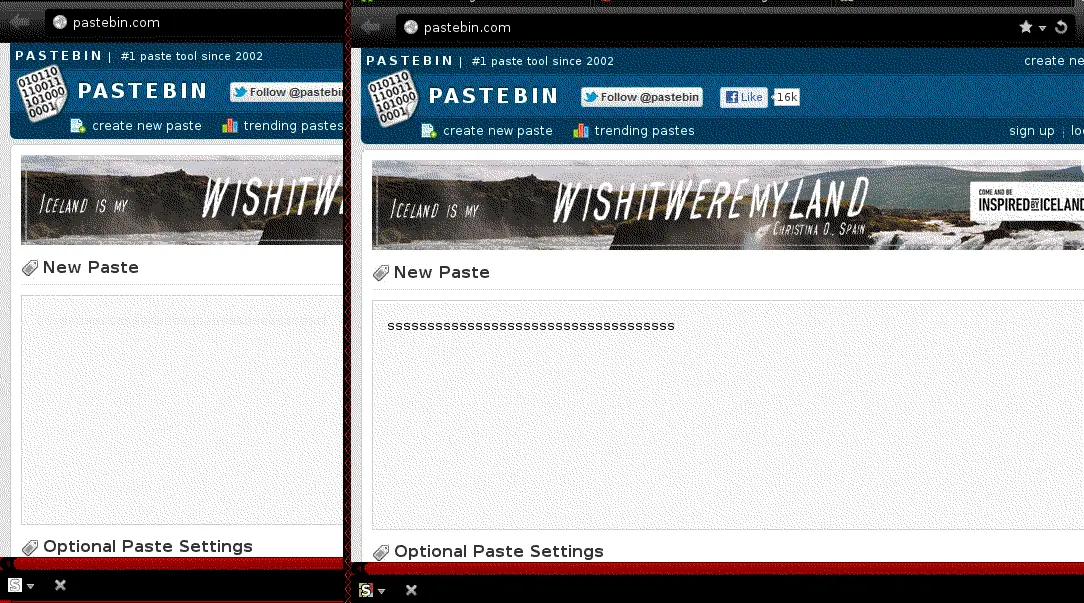 pastebin.com
PASTEBIN | #1 paste tool since 2002
010110
110011
101000
0001
PASTEBIN
Follow @pastebin
create new paste
trending pastes
ICELAND IS MY
WISHITWE
New Paste
Optional Paste Settings
S
pastebin.com
PASTEBIN | #1 paste tool since 2002
create ne
010110
110011
101000
0001
PASTEBIN
Follow @pastebin
Like
16k
create new paste
trending pastes
sign up
lo
ICELAND IS MY
WISHITWEREMYLAND
CHRISTINA O. SPAIN
COME AND BE
INSPIRED BY ICELAND
New Paste
ssssssssssssssssssssssssssssssssssss
Optional Paste Settings
S